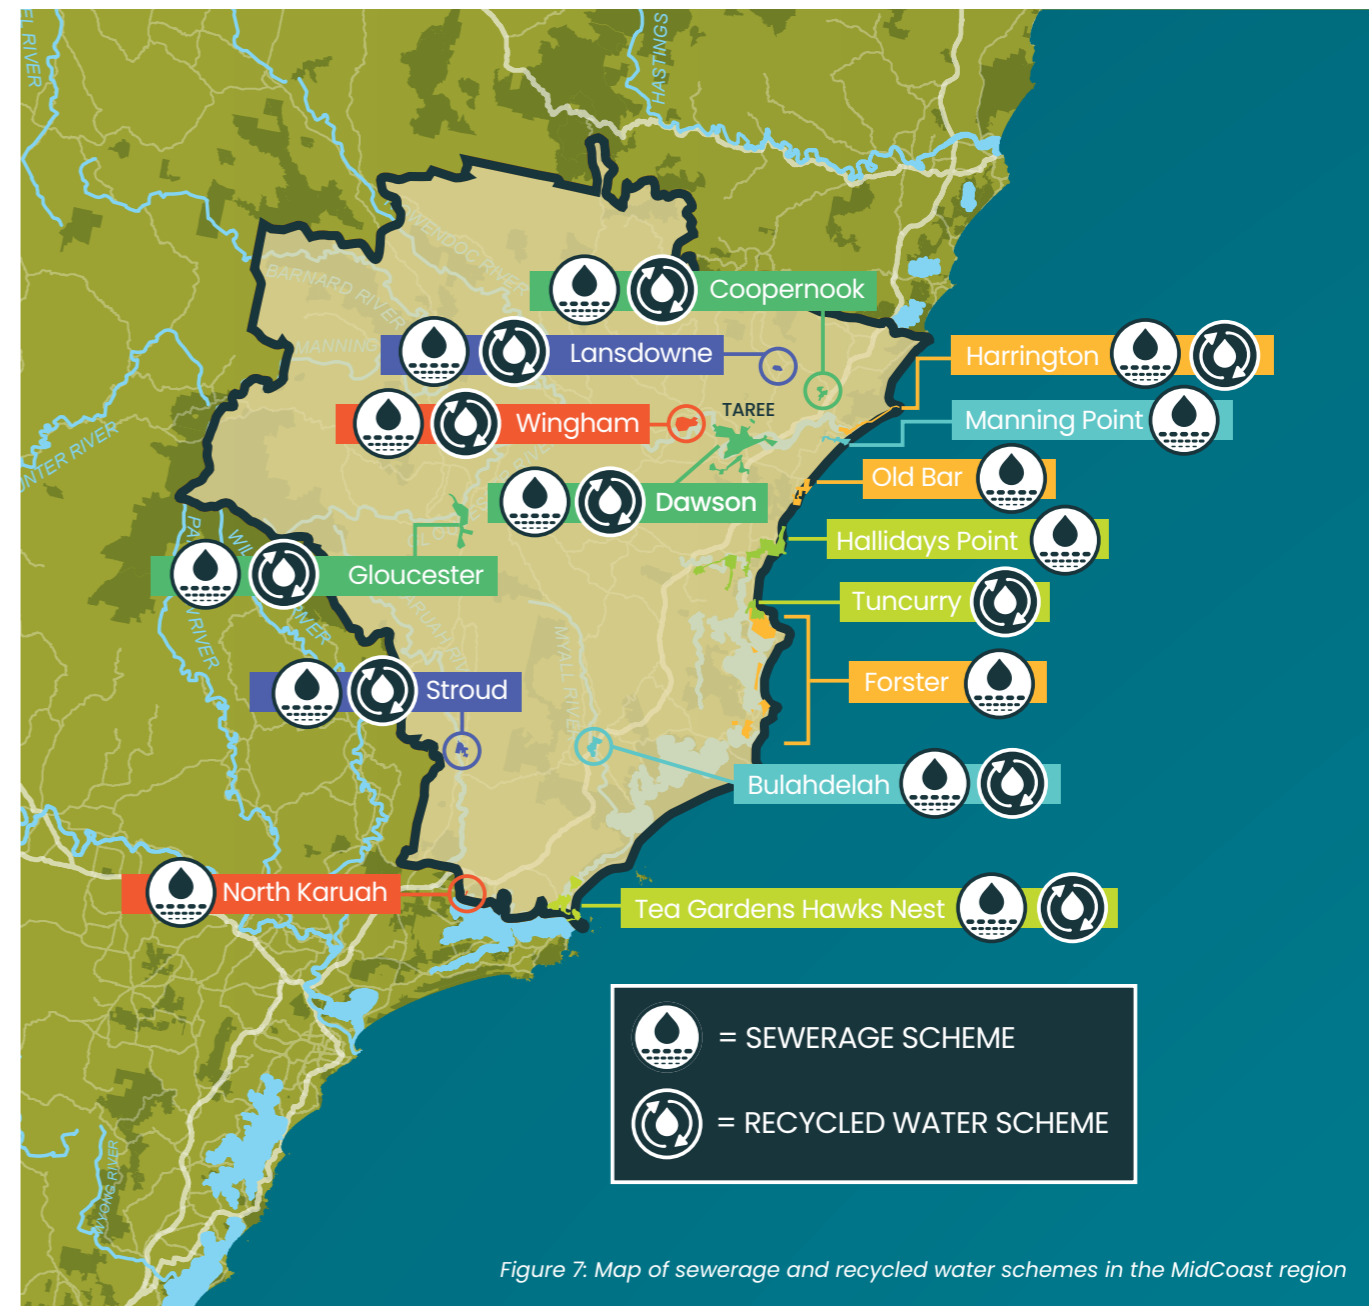 HASTINGS
BARNARD RIVER
MANNING
Coopernook
Lansdowne
Harrington
Wingham
TAREE
Manning Point
Old Bar
Dawson
Hallidays Point
Gloucester
Tuncurry
Forster
Stroud
MYALL RIVER
Bulahdelah
North Karuah
Tea Gardens Hawks Nest
= SEWERAGE SCHEME
= RECYCLED WATER SCHEME
WYONG RIVER
Figure 7: Map of sewerage and recycled water schemes in the MidCoast region